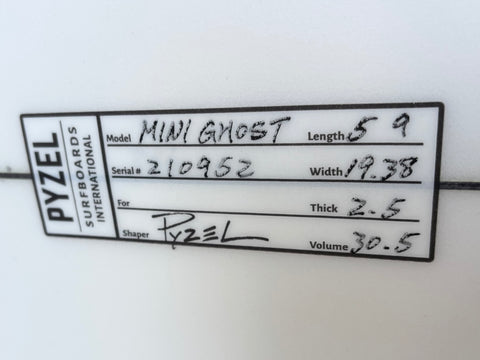 PYZEL
SURFBOARDS
INTERNATIONAL
Model MINI GHOST Length 5 9
Serial # 210952 Width 19.38
For Thick 2.5
Shaper PYZEL Volume 30.5